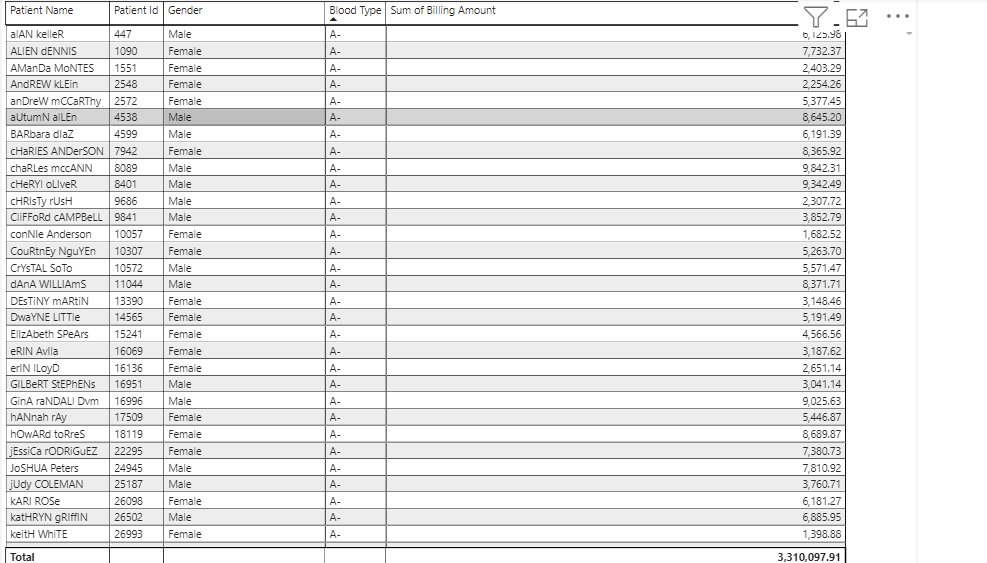 Patient Name Patient Id Gender Blood Type Sum of Billing Amount
alAN kelleR 447 Male A- 6,125.98
ALlEN dENNIS 1090 Female A- 7,732.37
AManDa MoNTES 1551 Female A- 2,403.29
AndREW kLEin 2548 Female A- 2,254.26
anDreW mCCaRThy 2572 Female A- 5,377.45
aUtumN alLEn 4538 Male A- 8,645.20
BARbara dIaZ 4599 Male A- 6,191.39
cHaRlES ANDerSON 7942 Female A- 8,365.92
chaRLes mccANN 8089 Male A- 9,842.31
cHeRYl oLIveR 8401 Male A- 9,342.49
cHRIsTy rUsH 9686 Male A- 2,307.72
CliFFoRd cAMPBeLL 9841 Male A- 3,852.79
conNIe Anderson 10057 Female A- 1,682.52
CouRtnEy NguYEn 10307 Female A- 5,263.70
CrYsTAL SoTo 10572 Male A- 5,571.47
dAnA WILLIAmS 11044 Male A- 8,371.71
DEsTiNY mARtiN 13390 Female A- 3,148.46
DwaYNE LITTle 14565 Female A- 5,191.49
ElIzAbeth SPeArs 15241 Female A- 4,566.56
eRIN AvIla 16069 Female A- 3,187.62
erIN lLoyD 16136 Female A- 2,651.14
GILBeRT StEPhENs 16951 Male A- 3,041.14
GinA raNDALl Dvm 16996 Male A- 9,025.63
hANnah rAy 17509 Female A- 5,446.87
hOwARd toRreS 18119 Female A- 8,689.87
jEssiCa rODRiGuEZ 22295 Female A- 7,380.73
JoSHUA Peters 24945 Male A- 7,810.92
jUdy COLEMAN 25187 Male A- 3,760.71
kARI ROSe 26098 Female A- 6,181.27
katHRYN gRIffIN 26502 Male A- 6,885.95
keitH WhiTE 26993 Female A- 1,398.88
Total 3,310,097.91